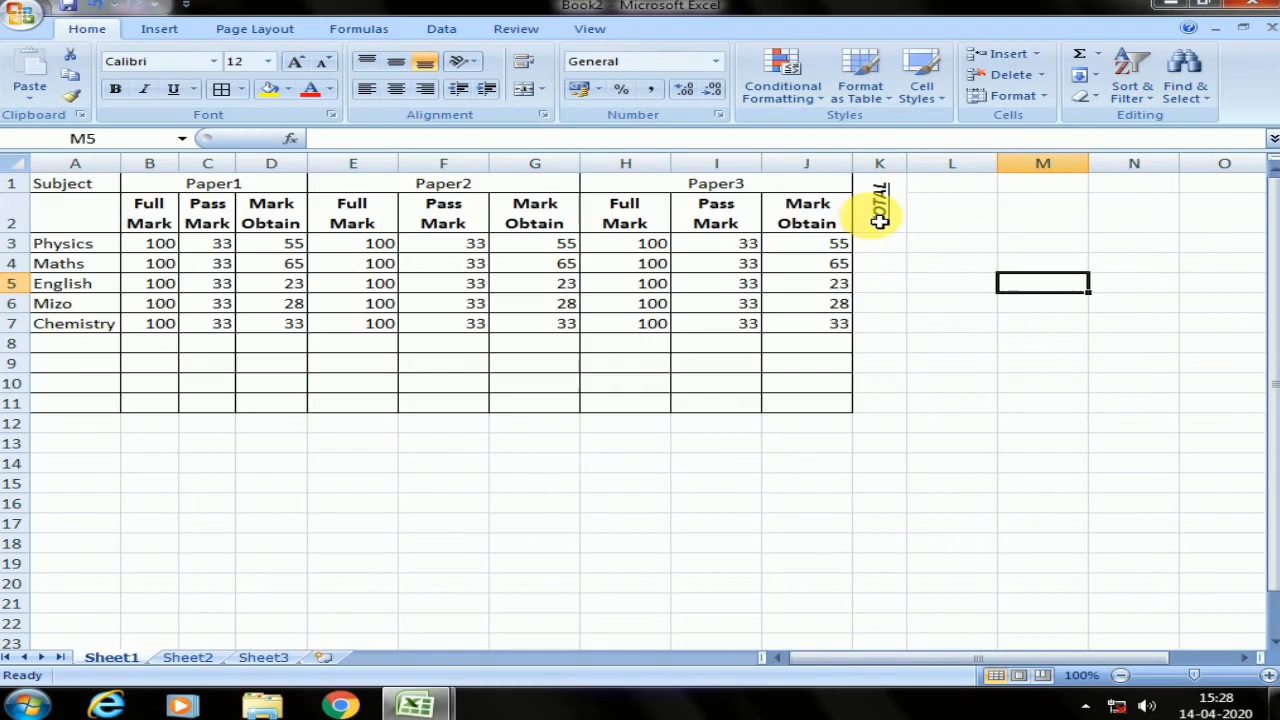 Book2 - Microsoft Excel
Home Insert Page Layout Formulas Data Review View
Paste
Clipboard
Calibri 12
B I U A
Font
Alignment
General
% ,
Number
Conditional Formatting
Format as Table
Cell Styles
Styles
Insert
Delete
Format
Cells
Σ
Sort & Filter
Find & Select
Editing
M5 fx
A B C D E F G H I J K L M N O
1 Subject Paper1 Paper2 Paper3 TOTAL
2 Full Mark Pass Mark Mark Obtain Full Mark Pass Mark Mark Obtain Full Mark Pass Mark Mark Obtain
3 Physics 100 33 55 100 33 55 100 33 55
4 Maths 100 33 65 100 33 65 100 33 65
5 English 100 33 23 100 33 23 100 33 23
6 Mizo 100 33 28 100 33 28 100 33 28
7 Chemistry 100 33 33 100 33 33 100 33 33
8
9
10
11
12
13
14
15
16
17
18
19
20
21
22
23
Sheet1 Sheet2 Sheet3
Ready 100%
15:28
14-04-2020